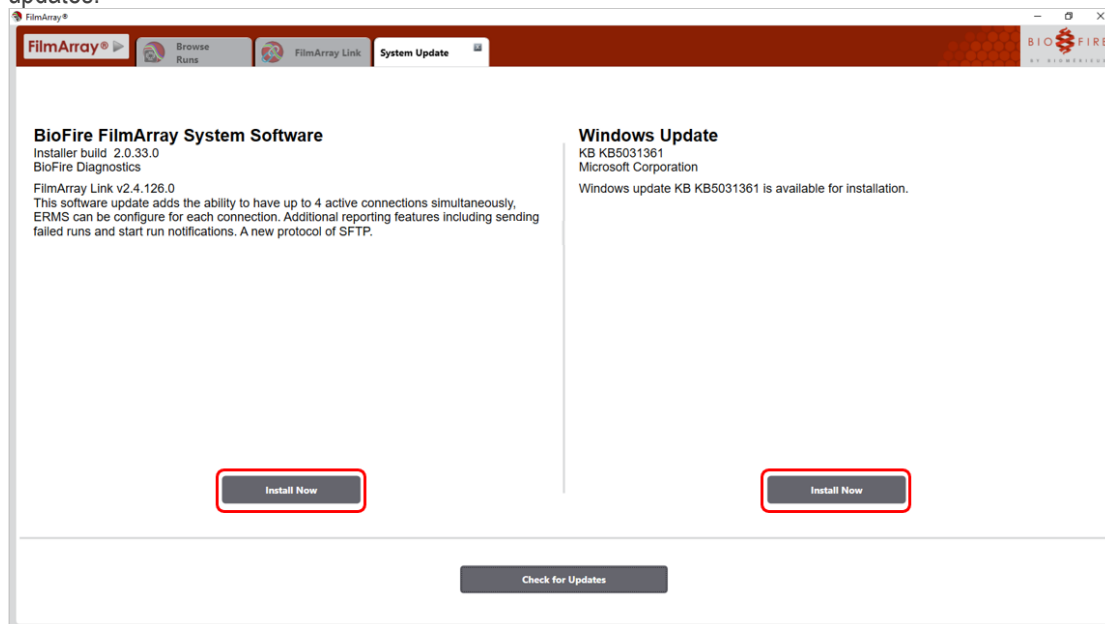 updates.
FilmArray®
FilmArray®
Browse
Runs
FilmArray Link
System Update
BIO FIRE
BY BIOMÉRIEUX
BioFire FilmArray System Software
Installer build 2.0.33.0
BioFire Diagnostics
FilmArray Link v2.4.126.0
This software update adds the ability to have up to 4 active connections simultaneously,
ERMS can be configure for each connection. Additional reporting features including sending
failed runs and start run notifications. A new protocol of SFTP.
Windows Update
KB KB5031361
Microsoft Corporation
Windows update KB KB5031361 is available for installation.
Install Now
Install Now
Check for Updates